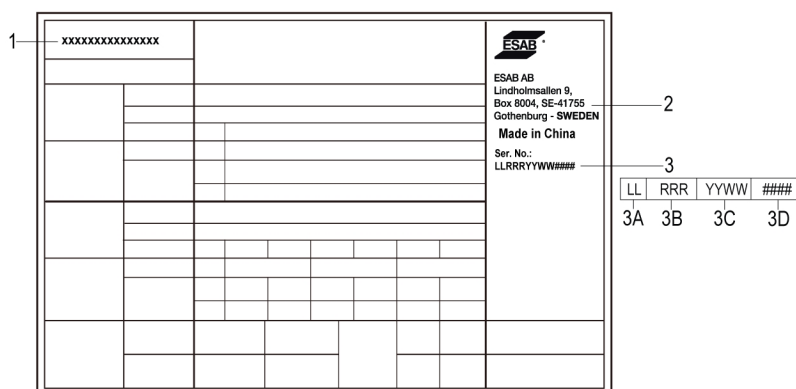 1
xxxxxxxxxxxxxxx
ESAB
ESAB AB
Lindholmsallen 9,
Box 8004, SE-41755
Gothenburg - SWEDEN
2
Made in China
Ser. No.:
LLRRRYYWW####
3
LL RRR YYWW ####
3A 3B 3C 3D